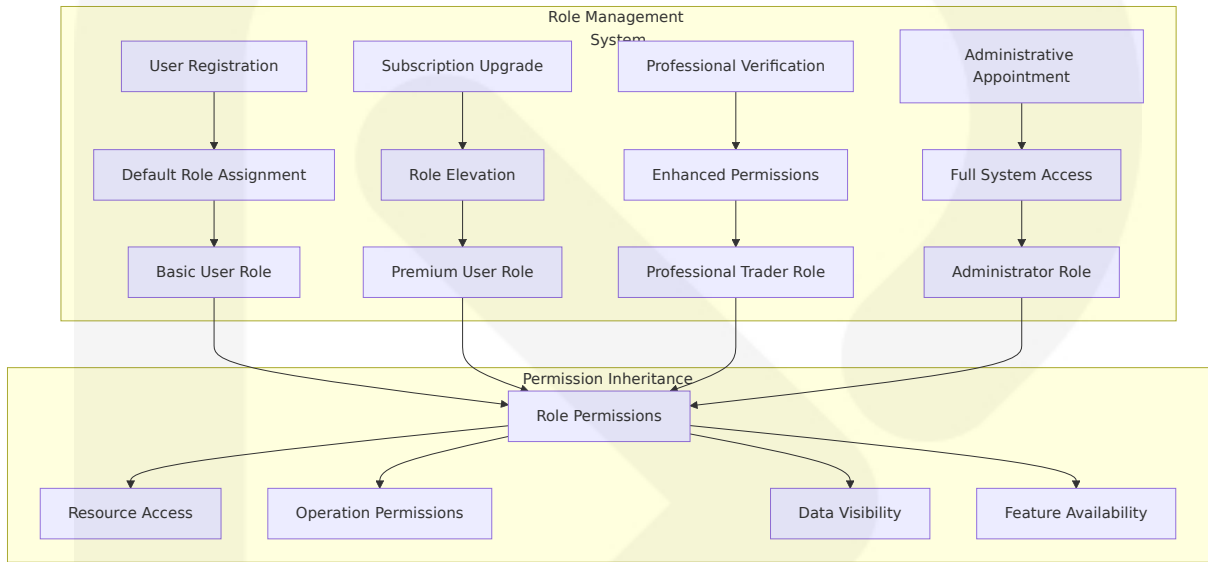 Role Management
System
User Registration
Subscription Upgrade
Professional Verification
Administrative
Appointment
Default Role Assignment
Role Elevation
Enhanced Permissions
Full System Access
Basic User Role
Premium User Role
Professional Trader Role
Administrator Role
Permission Inheritance
Role Permissions
Resource Access
Operation Permissions
Data Visibility
Feature Availability